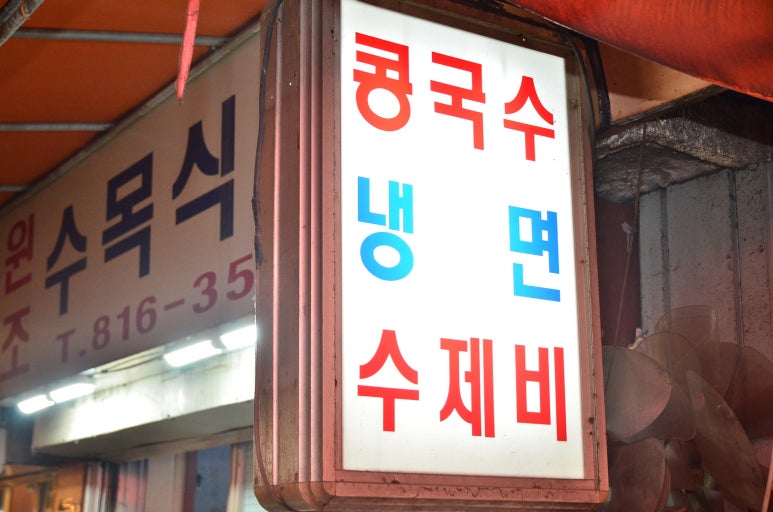 콩국수
냉면
수제비
원조
수목식
T.816-35